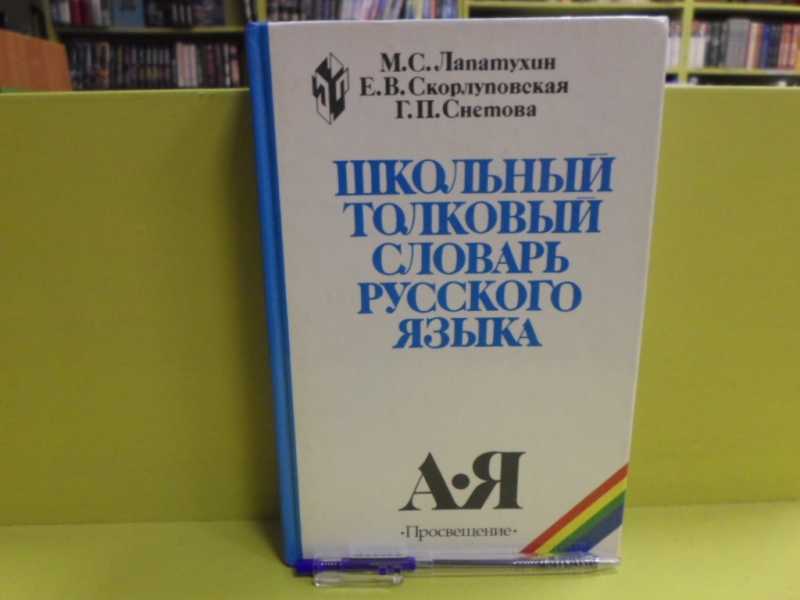 М.С.Лапатухин
Е.В.Скорлуповская
Г.П.Снетова
ШКОЛЬНЫЙ
ТОЛКОВЫЙ
СЛОВАРЬ
РУССКОГО
ЯЗЫКА
А·Я
·Просвещение·